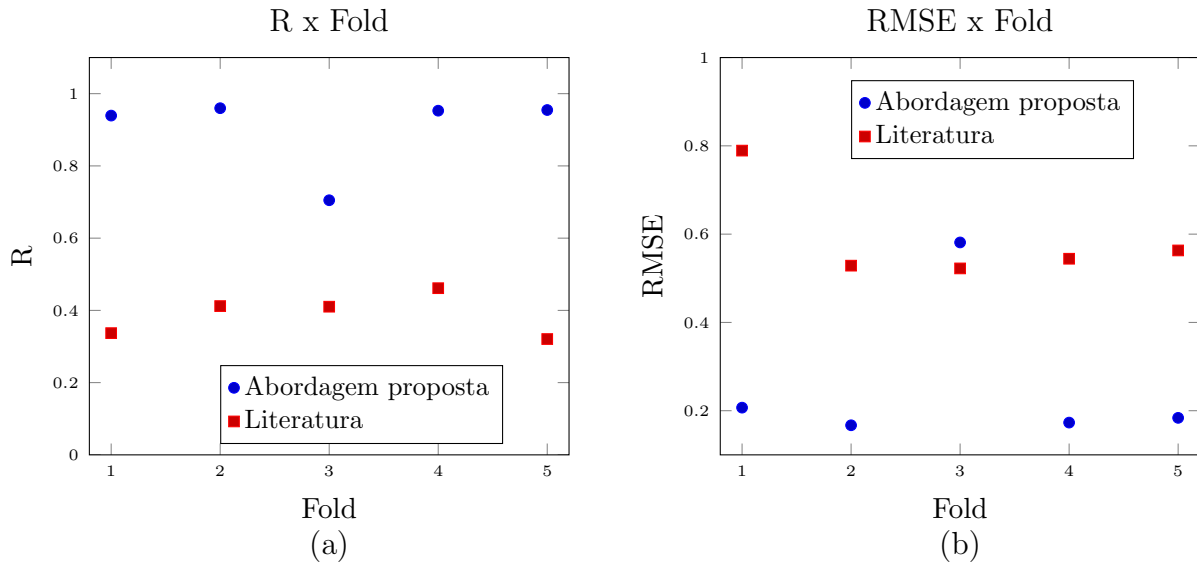 R x Fold
1
0.8
0.6
0.4
0.2
0
R
Abordagem proposta
Literatura
1 2 3 4 5
Fold
(a)
RMSE x Fold
1
0.8
0.6
0.4
0.2
RMSE
Abordagem proposta
Literatura
1 2 3 4 5
Fold
(b)